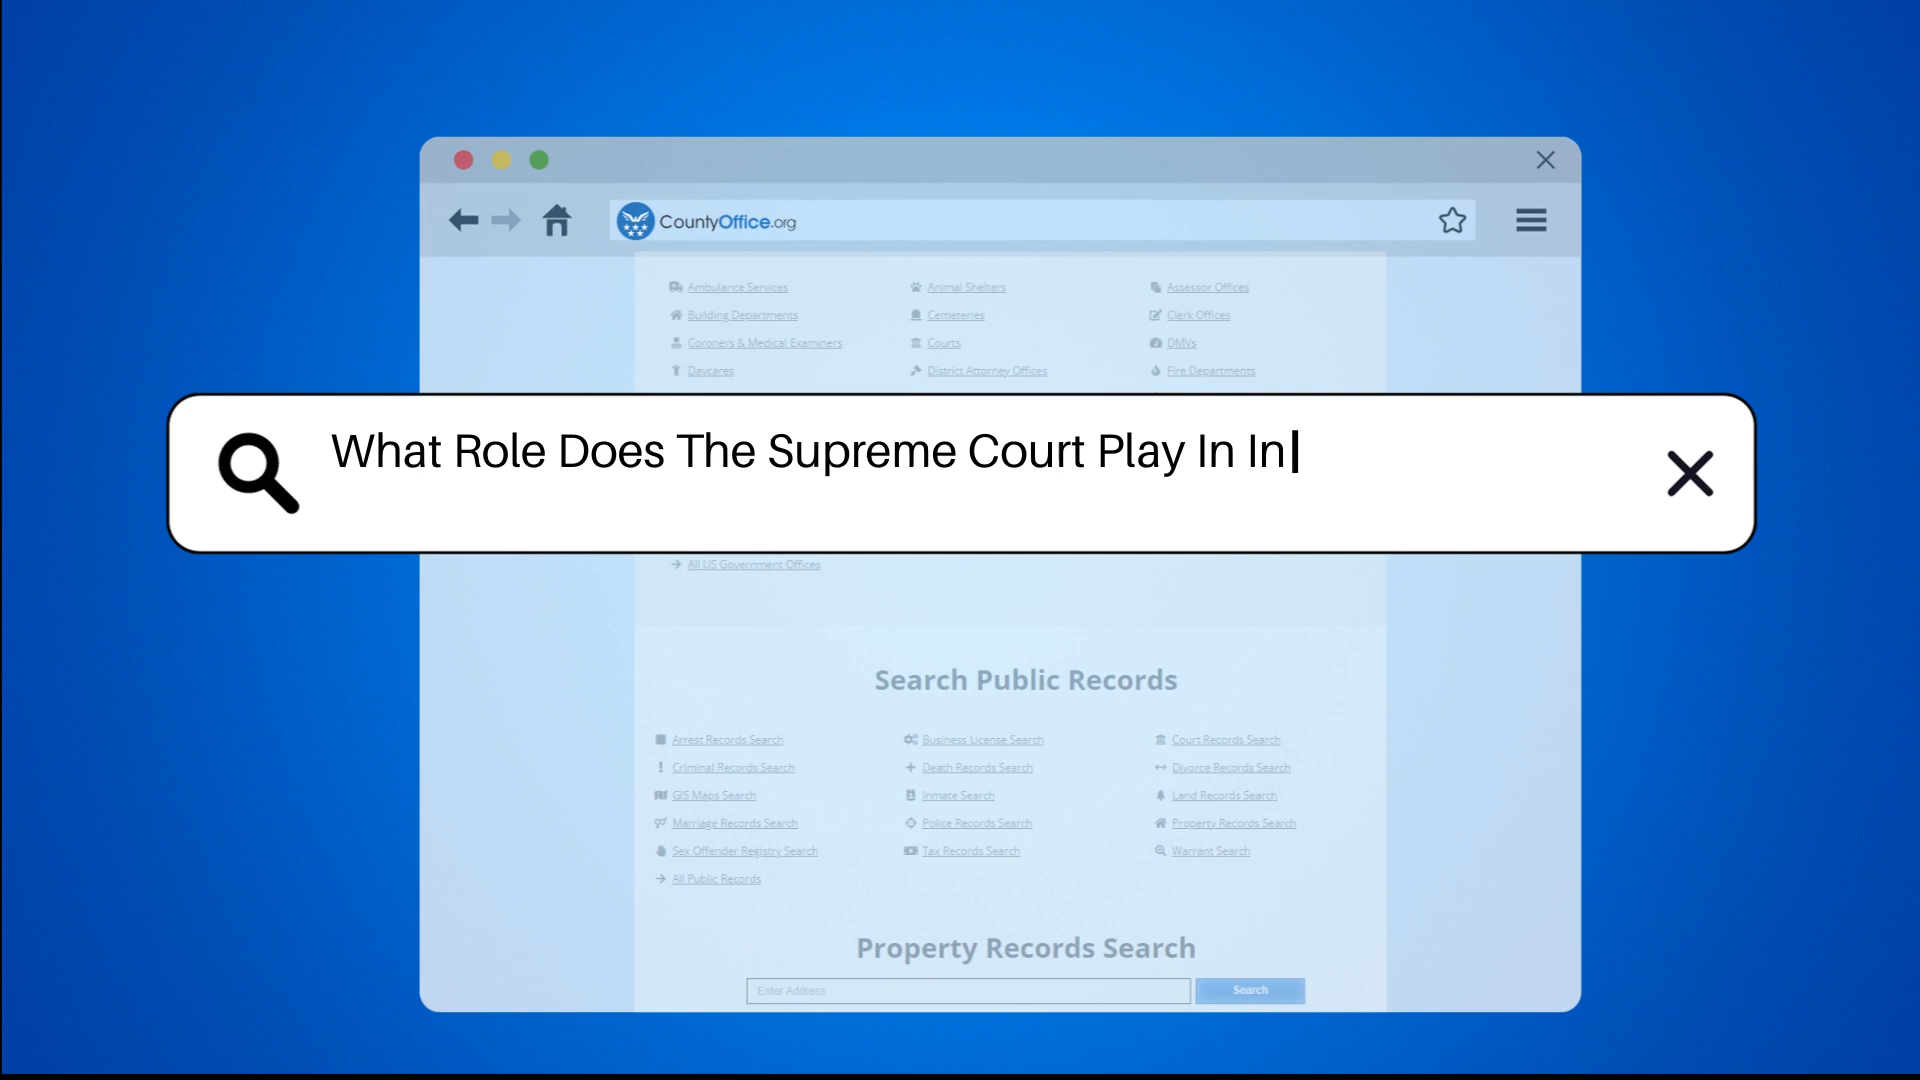 CountyOffice.org
Ambulance Services Animal Shelters Assessor Offices
Building Departments Cemeteries Clerk Offices
Coroners & Medical Examiners Courts DMVs
Daycares District Attorney Offices Fire Departments
What Role Does The Supreme Court Play In In
All US Government Offices
Search Public Records
Arrest Records Search Business License Search Court Records Search
Criminal Records Search Death Records Search Divorce Records Search
GIS Maps Search Inmate Search Land Records Search
Marriage Records Search Police Records Search Property Records Search
Sex Offender Registry Search Tax Records Search Warrant Search
All Public Records
Property Records Search
Enter Address Search